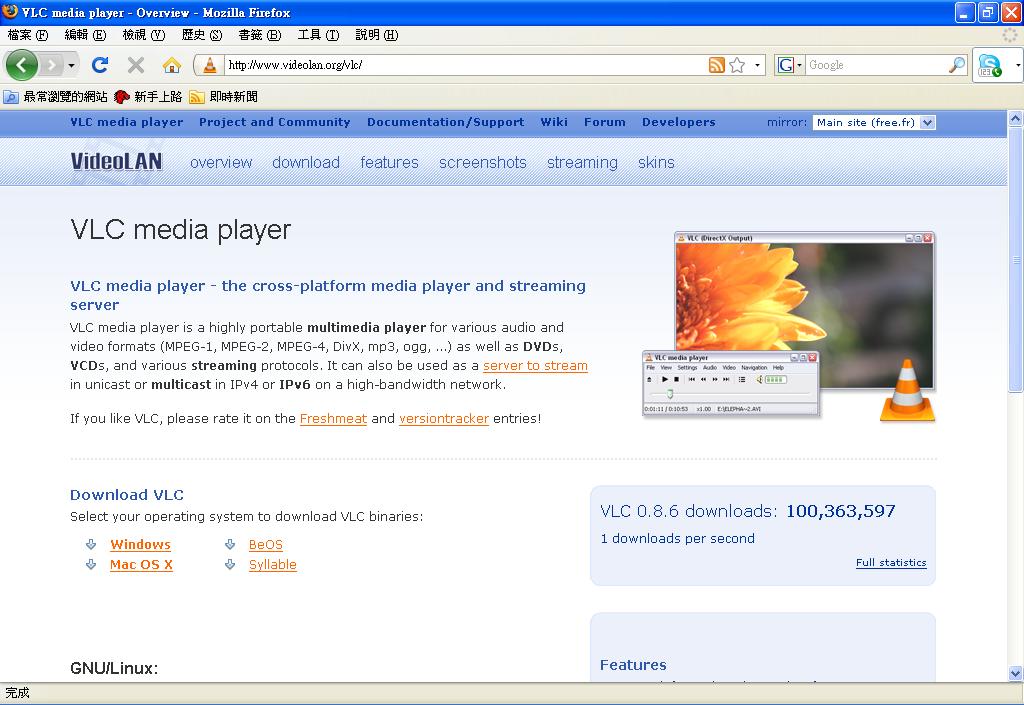 VLC media player - Overview - Mozilla Firefox
檔案 (F) 編輯 (E) 檢視 (V) 歷史 (S) 書籤 (B) 工具 (T) 說明 (H)
http://www.videolan.org/vlc/ G Google 123
最常瀏覽的網站 新手上路 即時新聞
VLC media player Project and Community Documentation/Support Wiki Forum Developers mirror: Main site (free.fr)
VideoLAN overview download features screenshots streaming skins
VLC media player
VLC (DirectX Output)
VLC media player - the cross-platform media player and streaming
server
VLC media player is a highly portable multimedia player for various audio and
video formats (MPEG-1, MPEG-2, MPEG-4, DivX, mp3, ogg, ...) as well as DVDs,
VCDs, and various streaming protocols. It can also be used as a server to stream
in unicast or multicast in IPv4 or IPv6 on a high-bandwidth network.
VLC media player
File View Settings Audio Video Navigation Help
0:01:11 / 0:10:53 x1.00 E:\ELEPHA~2.AVI
If you like VLC, please rate it on the Freshmeat and versiontracker entries!
Download VLC
Select your operating system to download VLC binaries:
Windows BeOS
Mac OS X Syllable
VLC 0.8.6 downloads: 100,363,597
1 downloads per second
Full statistics
GNU/Linux:
Features
完成